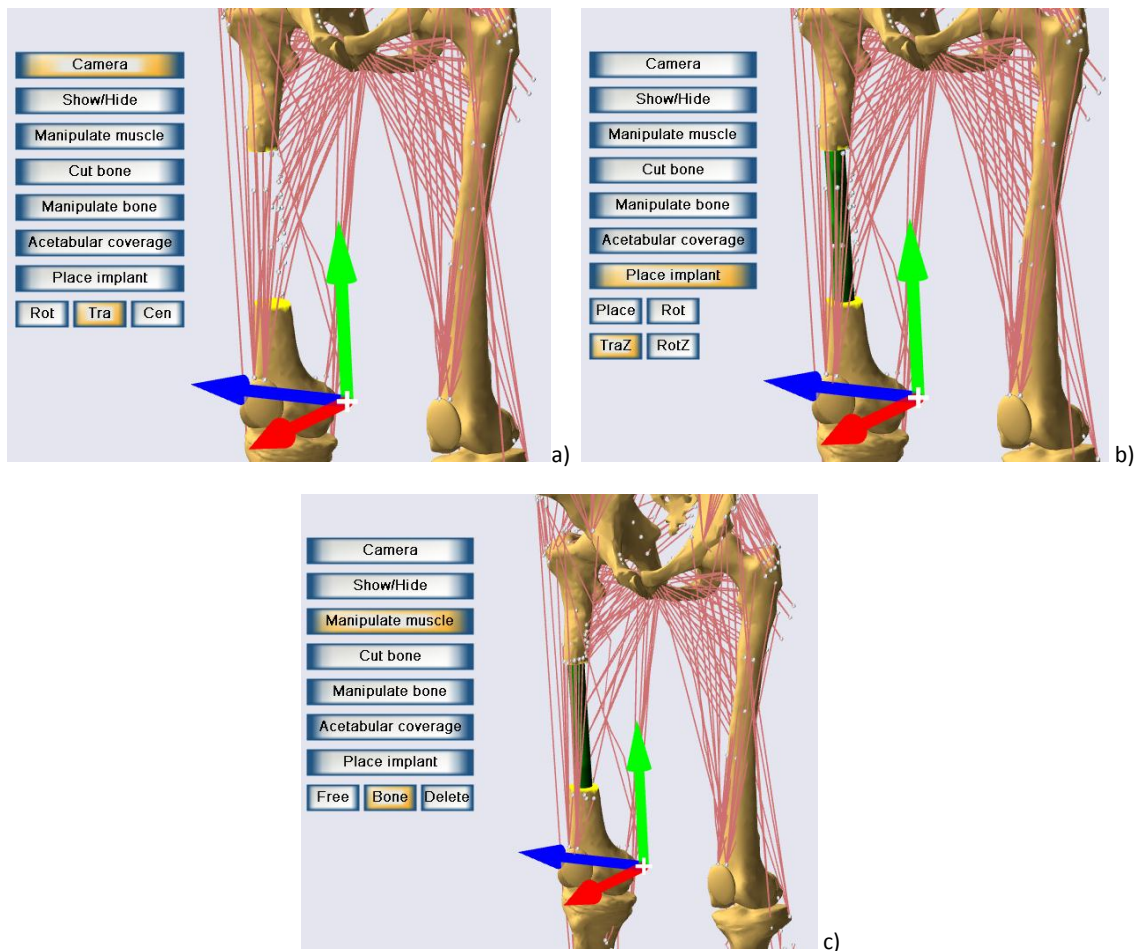 Camera
Show/Hide
Manipulate muscle
Cut bone
Manipulate bone
Acetabular coverage
Place implant
Rot Tra Cen
a)
Camera
Show/Hide
Manipulate muscle
Cut bone
Manipulate bone
Acetabular coverage
Place implant
Place Rot
TraZ RotZ
b)
Camera
Show/Hide
Manipulate muscle
Cut bone
Manipulate bone
Acetabular coverage
Place implant
Free Bone Delete
c)